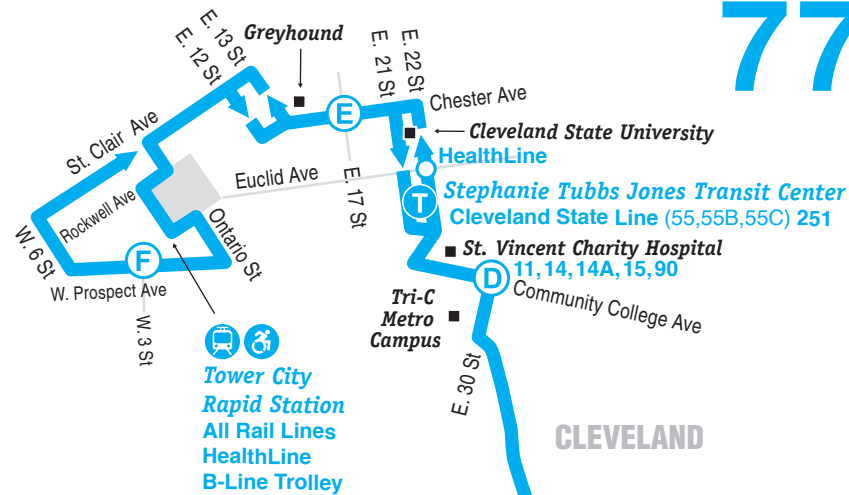 77
E. 13 St
E. 12 St
Greyhound
E. 21 St
E. 22 St
Chester Ave
E
St. Clair Ave
Cleveland State University
HealthLine
Euclid Ave
E. 17 St
Rockwell Ave
T
Stephanie Tubbs Jones Transit Center
Cleveland State Line (55,55B,55C) 251
Ontario St
W. 6 St
F
St. Vincent Charity Hospital
11, 14, 14A, 15, 90
D
W. Prospect Ave
Community College Ave
W. 3 St
Tri-C
Metro
Campus
E. 30 St
Tower City
Rapid Station
All Rail Lines
HealthLine
B-Line Trolley
CLEVELAND